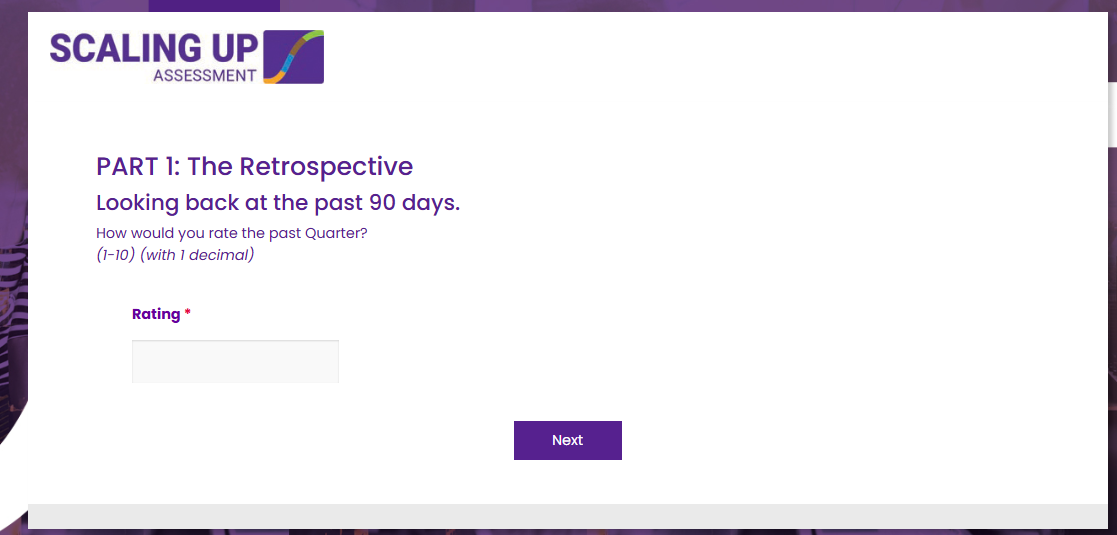 SCALING UP
ASSESSMENT
PART 1: The Retrospective
Looking back at the past 90 days.
How would you rate the past Quarter?
(1-10) (with 1 decimal)
Rating *
Next